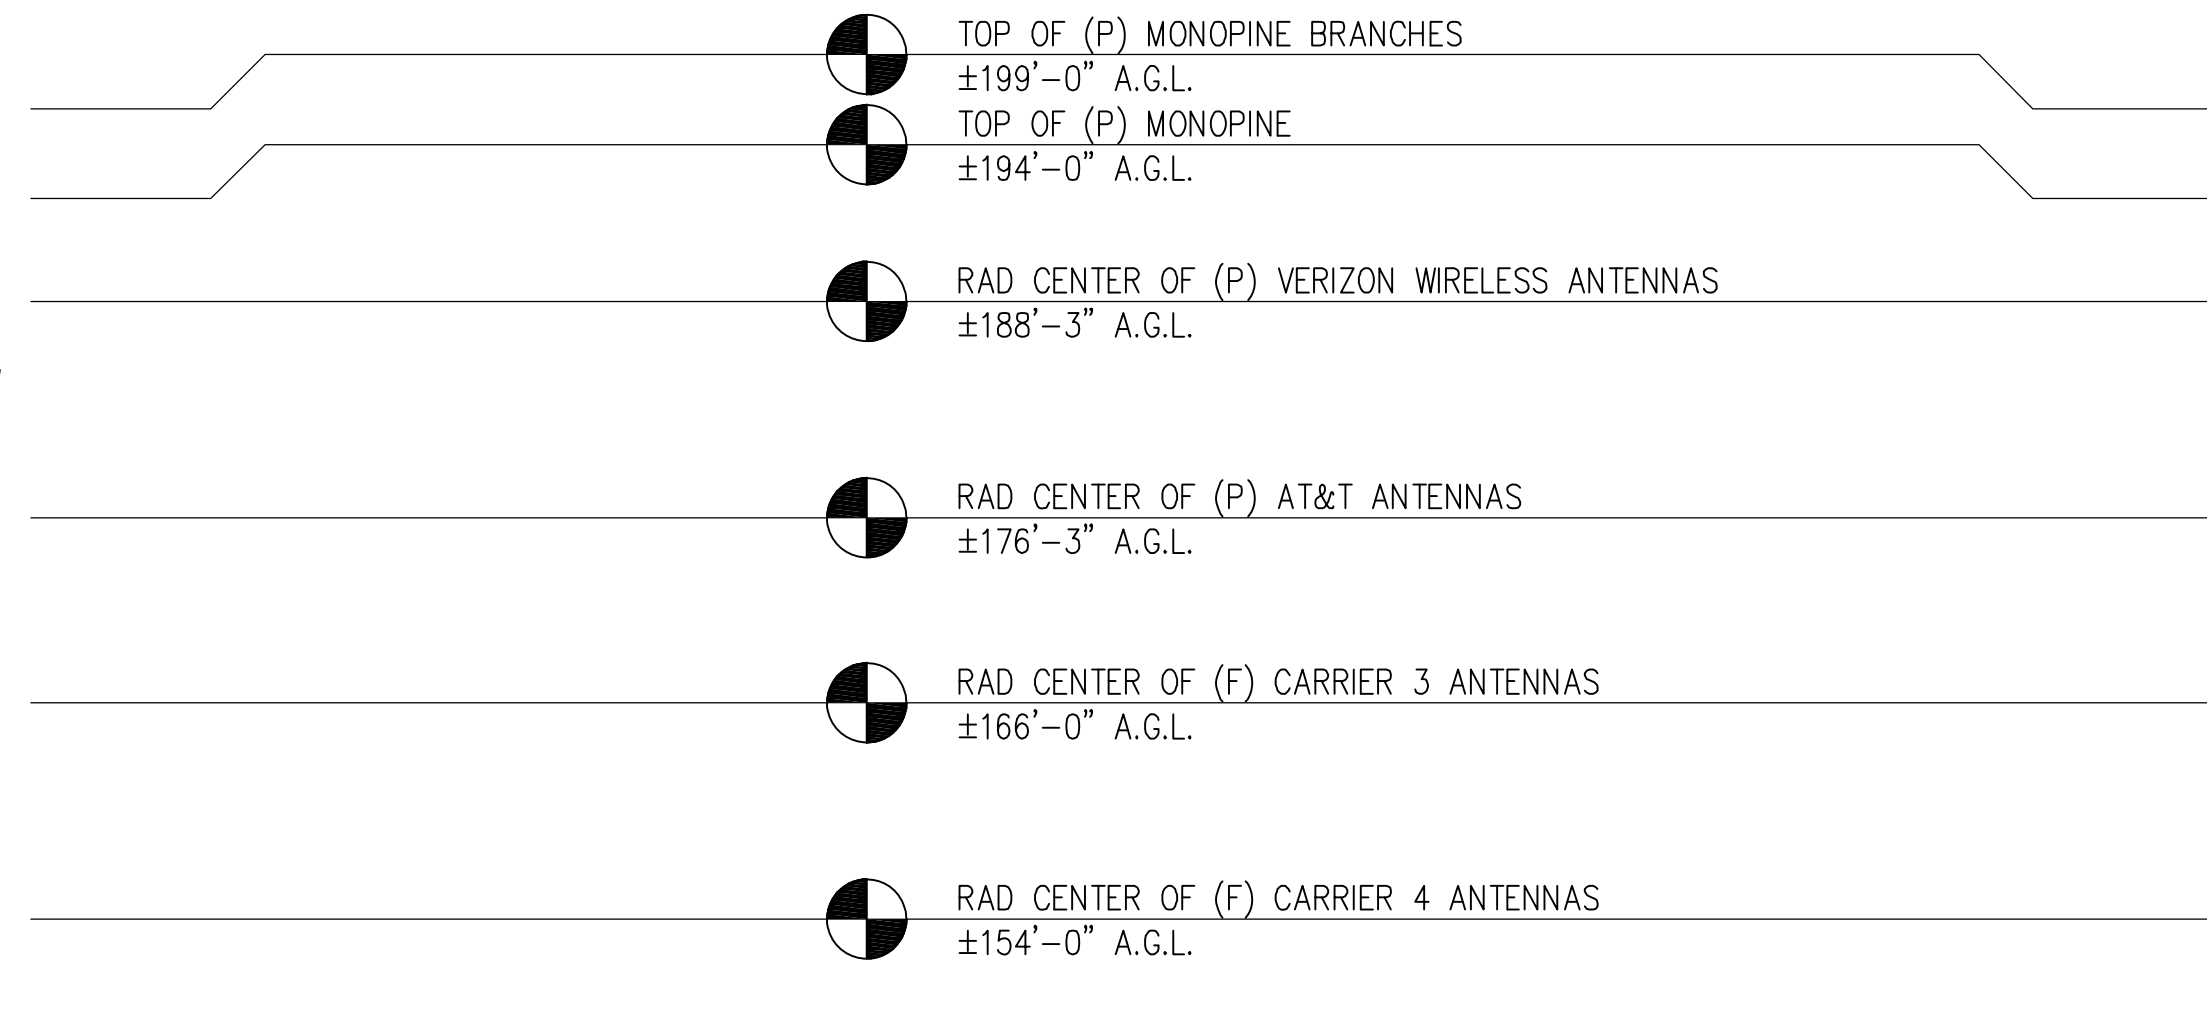 TOP OF (P) MONOPINE BRANCHES
±199'-0" A.G.L.
TOP OF (P) MONOPINE
±194'-0" A.G.L.
RAD CENTER OF (P) VERIZON WIRELESS ANTENNAS
±188'-3" A.G.L.
RAD CENTER OF (P) AT&T ANTENNAS
±176'-3" A.G.L.
RAD CENTER OF (F) CARRIER 3 ANTENNAS
±166'-0" A.G.L.
RAD CENTER OF (F) CARRIER 4 ANTENNAS
±154'-0" A.G.L.